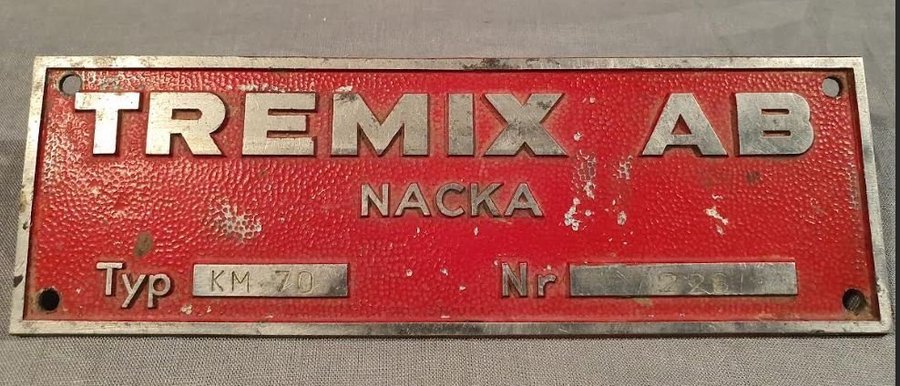 TREMIX AB
NACKA
Typ KM-70 Nr